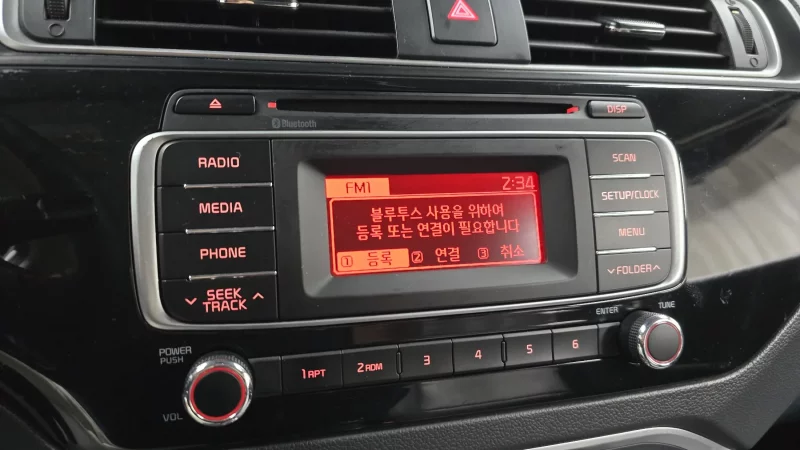 DISP
Bluetooth
RADIO
MEDIA
PHONE
SEEK
TRACK
FM1 2:34
블루투스 사용을 위하여
등록 또는 연결이 필요합니다
① 등록 ② 연결 ③ 취소
SCAN
SETUP/CLOCK
MENU
FOLDER
POWER
PUSH
VOL
1 RPT 2 RDM 3 4 5 6
ENTER
TUNE